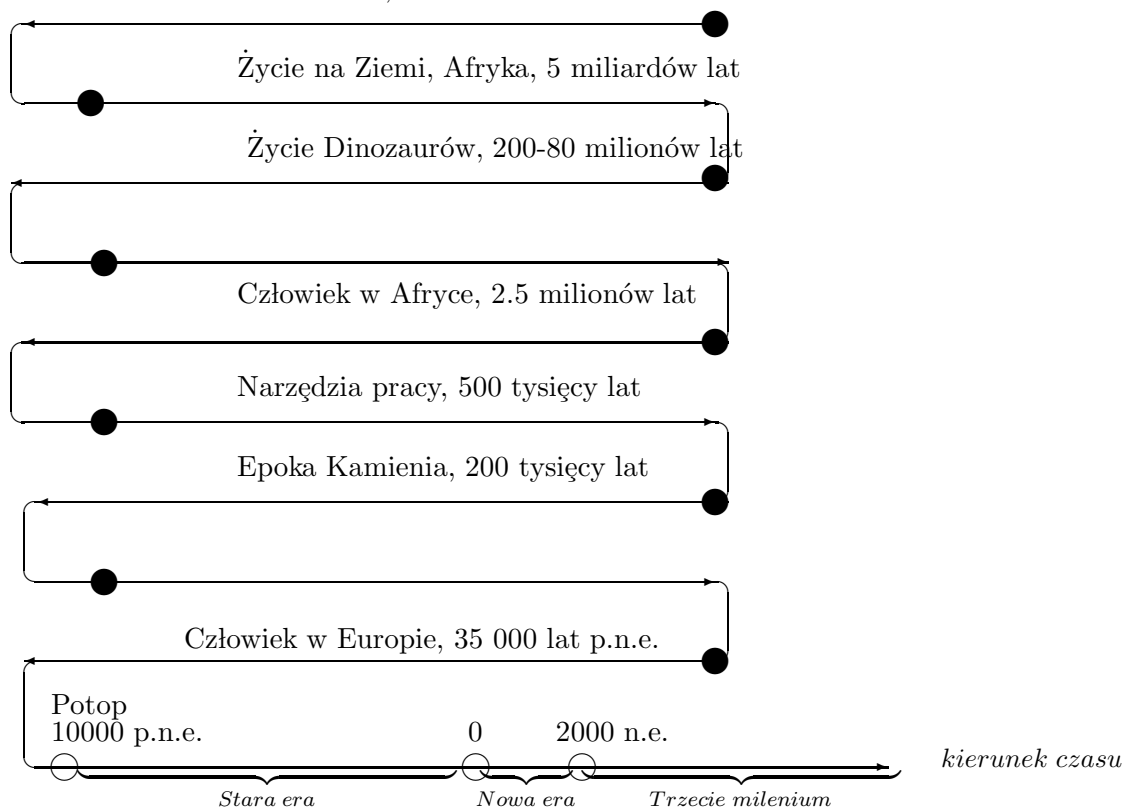 Życie na Ziemi, Afryka, 5 miliardów lat
Życie Dinozaurów, 200-80 milionów lat
Człowiek w Afryce, 2.5 milionów lat
Narzędzia pracy, 500 tysięcy lat
Epoka Kamienia, 200 tysięcy lat
Człowiek w Europie, 35 000 lat p.n.e.
Potop
10000 p.n.e. 0 2000 n.e.
kierunek czasu
Stara era Nowa era Trzecie milenium